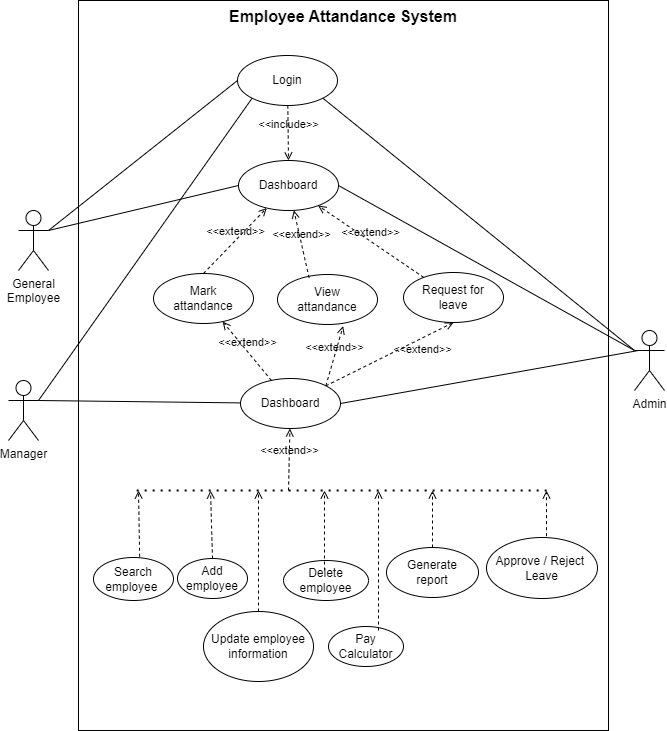 Employee Attandance System
Login
<<include>>
Dashboard
<<extend>>
<<extend>>
<<extend>>
General
Employee
Mark
attandance
View
attandance
Request for
leave
<<extend>>
<<extend>>
<<extend>>
Admin
Dashboard
Manager
<<extend>>
Search
employee
Add
employee
Delete
employee
Generate
report
Approve / Reject
Leave
Update employee
information
Pay
Calculator